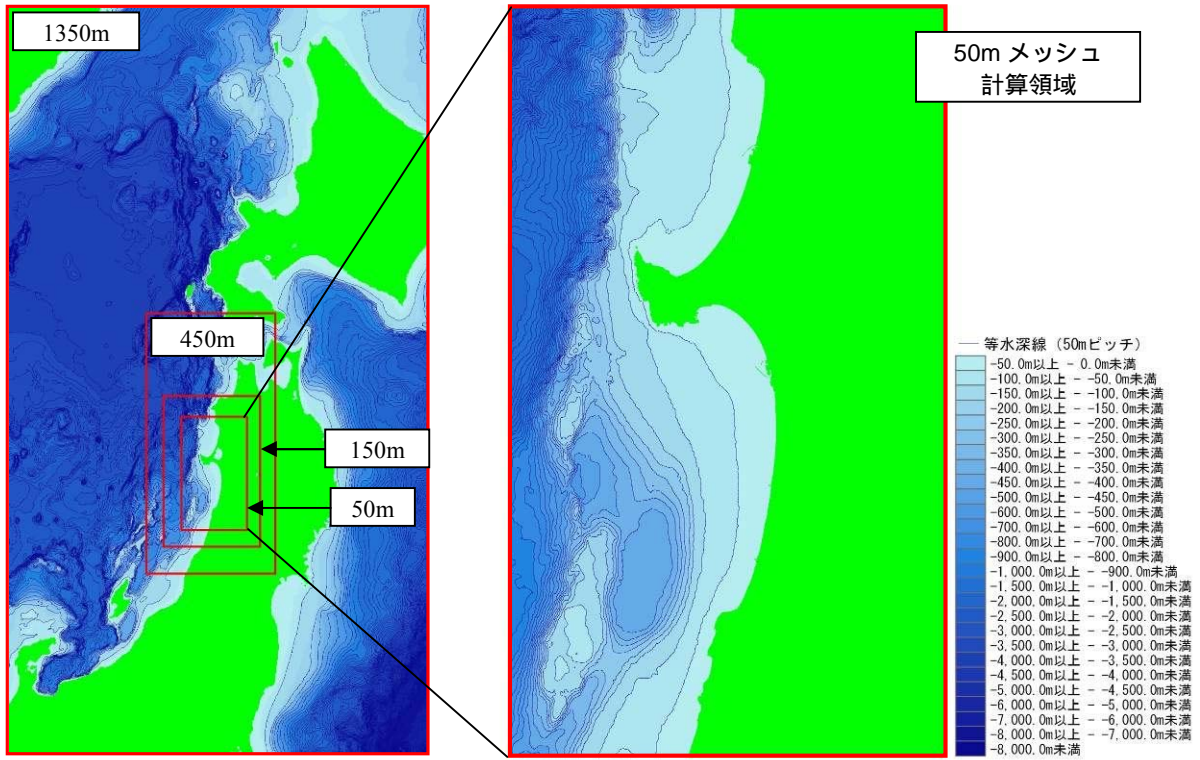 1350m
450m
150m
50m
50m メッシュ
計算領域
等水深線 (50mピッチ)
-50.0m以上 - 0.0m未満
-100.0m以上 - -50.0m未満
-150.0m以上 - -100.0m未満
-200.0m以上 - -150.0m未満
-250.0m以上 - -200.0m未満
-300.0m以上 - -250.0m未満
-350.0m以上 - -300.0m未満
-400.0m以上 - -350.0m未満
-450.0m以上 - -400.0m未満
-500.0m以上 - -450.0m未満
-600.0m以上 - -500.0m未満
-700.0m以上 - -600.0m未満
-800.0m以上 - -700.0m未満
-900.0m以上 - -800.0m未満
-1,000.0m以上 - -900.0m未満
-1,500.0m以上 - -1,000.0m未満
-2,000.0m以上 - -1,500.0m未満
-2,500.0m以上 - -2,000.0m未満
-3,000.0m以上 - -2,500.0m未満
-3,500.0m以上 - -3,000.0m未満
-4,000.0m以上 - -3,500.0m未満
-4,500.0m以上 - -4,000.0m未満
-5,000.0m以上 - -4,500.0m未満
-6,000.0m以上 - -5,000.0m未満
-7,000.0m以上 - -6,000.0m未満
-8,000.0m以上 - -7,000.0m未満
-8,000.0m未満